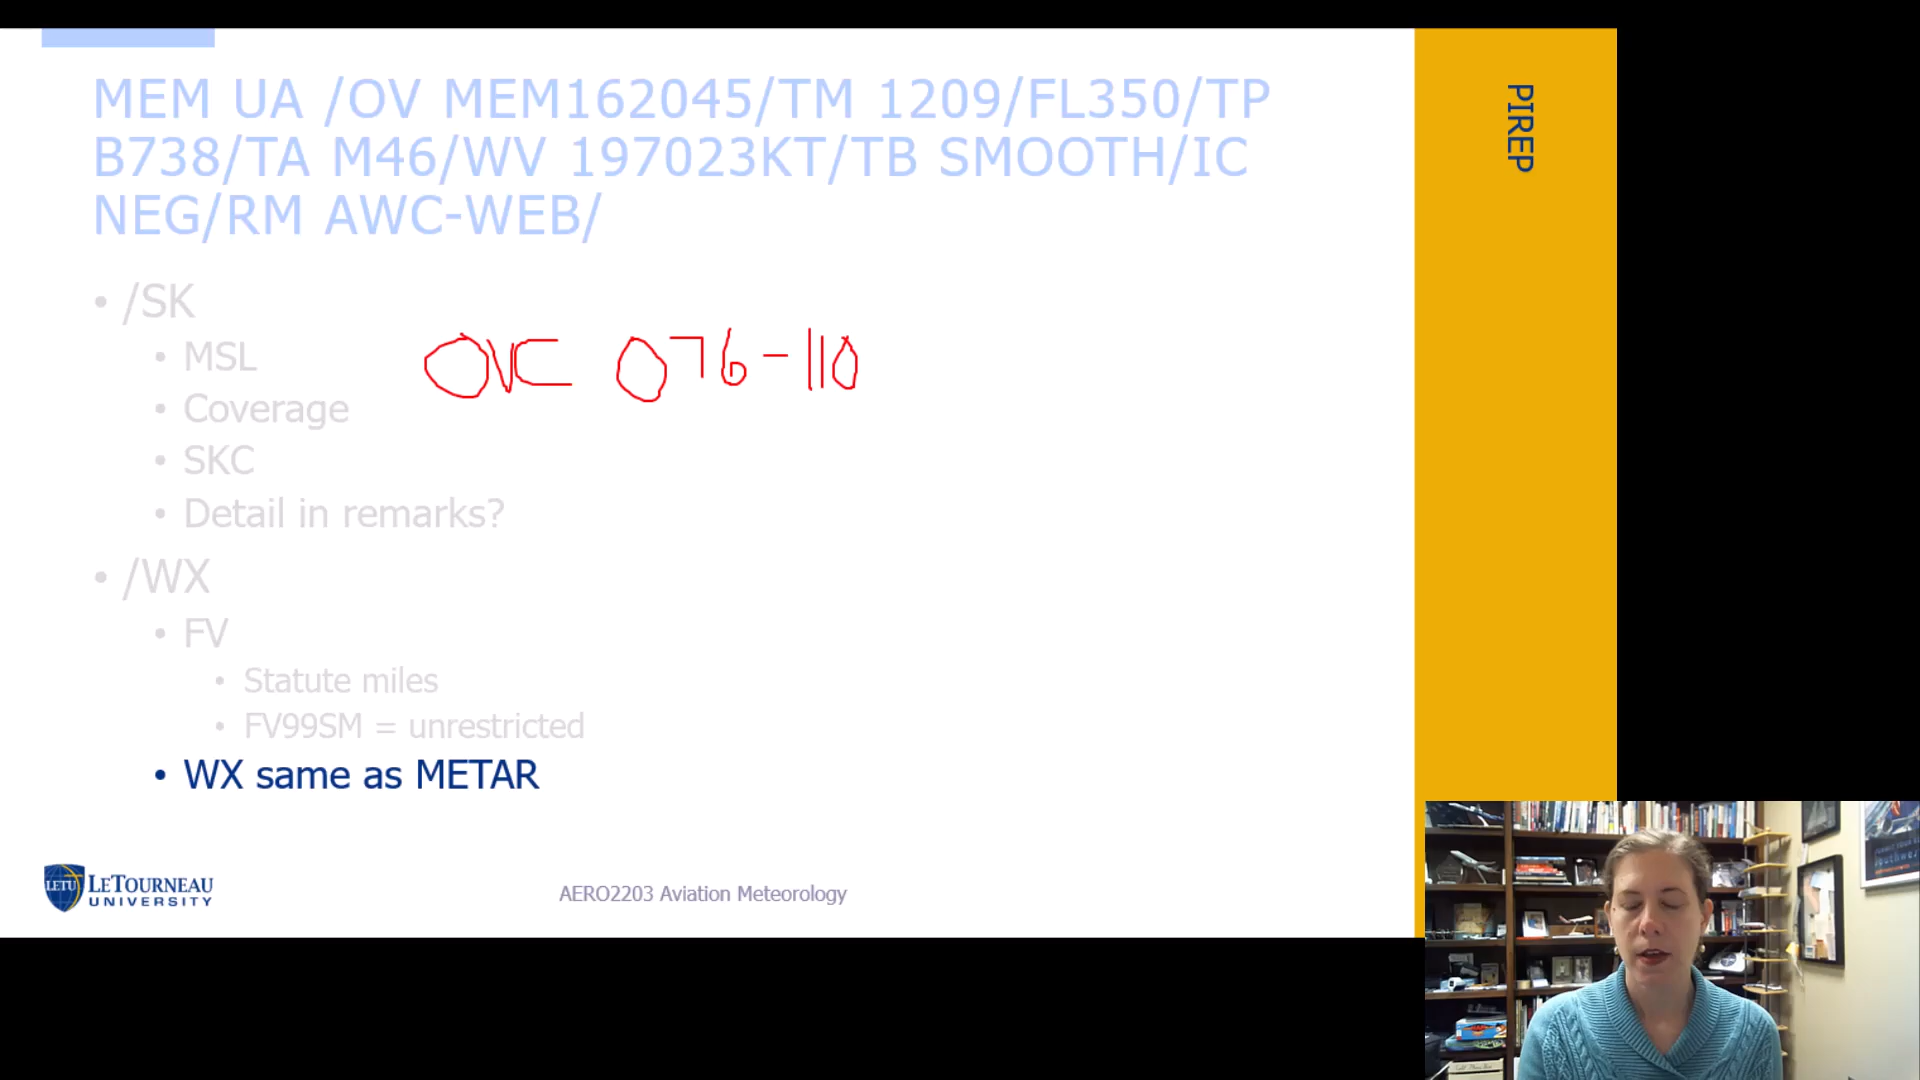 MEM UA /OV MEM162045/TM 1209/FL350/TP
B738/TA M46/WV 197023KT/TB SMOOTH/IC
NEG/RM AWC-WEB/
PIREP
• /SK
• MSL
OVC 076-110
• Coverage
• SKC
• Detail in remarks?
• /WX
• FV
• Statute miles
• FV99SM = unrestricted
• WX same as METAR
LETU LETOURNEAU
UNIVERSITY
AERO2203 Aviation Meteorology